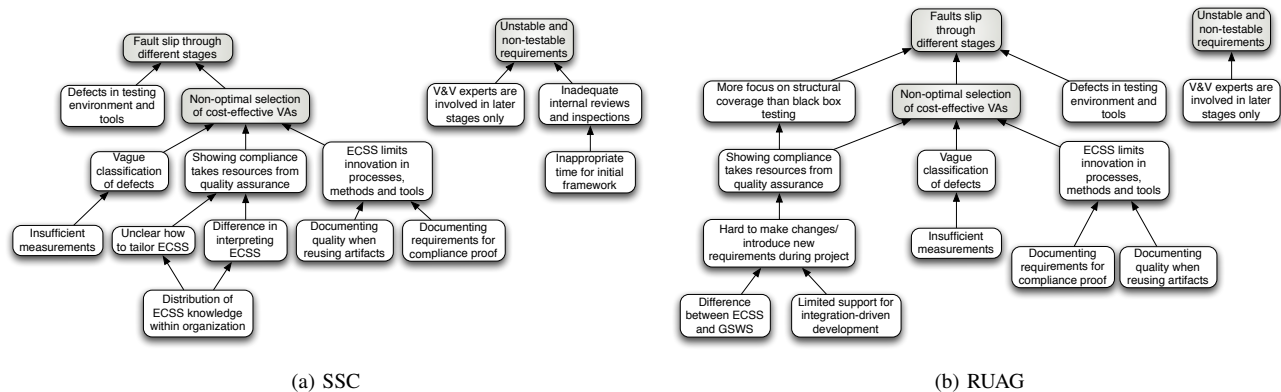 Fault slip through
different stages
Defects in testing
environment and
tools
Non-optimal selection
of cost-effective VAs
Vague
classification
of defects
Showing compliance
takes resources from
quality assurance
ECSS limits
innovation in
processes,
methods and tools
Insufficient
measurements
Unclear how
to tailor ECSS
Difference in
interpreting
ECSS
Documenting
quality when
reusing artifacts
Documenting
requirements for
compliance proof
Distribution of
ECSS knowledge
within organization
Unstable and
non-testable
requirements
V&V experts are
involved in later
stages only
Inadequate
internal reviews
and inspections
Inappropriate
time for initial
framework
(a) SSC
Faults slip
through
different stages
More focus on structural
coverage than black box
testing
Non-optimal selection
of cost-effective VAs
Defects in testing
environment and
tools
Showing compliance
takes resources from
quality assurance
Vague
classification
of defects
ECSS limits
innovation in
processes,
methods and tools
Hard to make changes/
introduce new
requirements during project
Insufficient
measurements
Documenting
requirements for
compliance proof
Documenting
quality when
reusing artifacts
Difference
between ECSS
and GSWS
Limited support for
integration-driven
development
Unstable and
non-testable
requirements
V&V experts are
involved in later
stages only
(b) RUAG